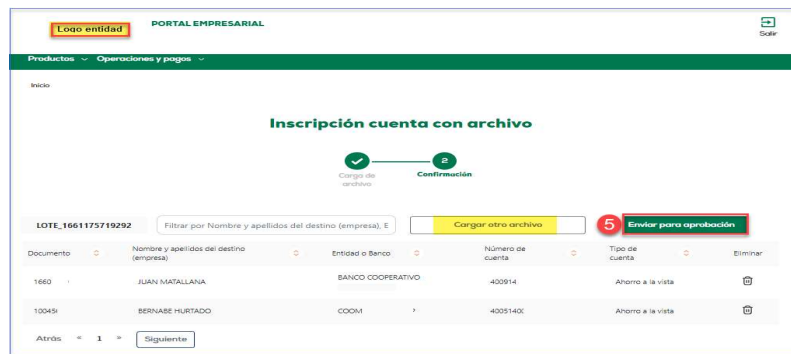 Logo entidad PORTAL EMPRESARIAL
Salir
Productos Operaciones y pagos
Inicio
Inscripción cuenta con archivo
2
Cargo de archivo
Confirmación
LOTE_1661175719292 Filtrar por Nombre y apellidos del destino (empresa), E Cargar otro archivo 5 Enviar para aprobación
Documento Nombre y apellidos del destino (empresa) Entidad o Banco Número de cuenta Tipo de cuenta Eliminar
1660 JUAN MATALLANA BANCO COOPERATIVO 400914 Ahorro a la vista
10045 BERNABE HURTADO COOM Ahorro a la vista
Atrás « 1 » Siguiente